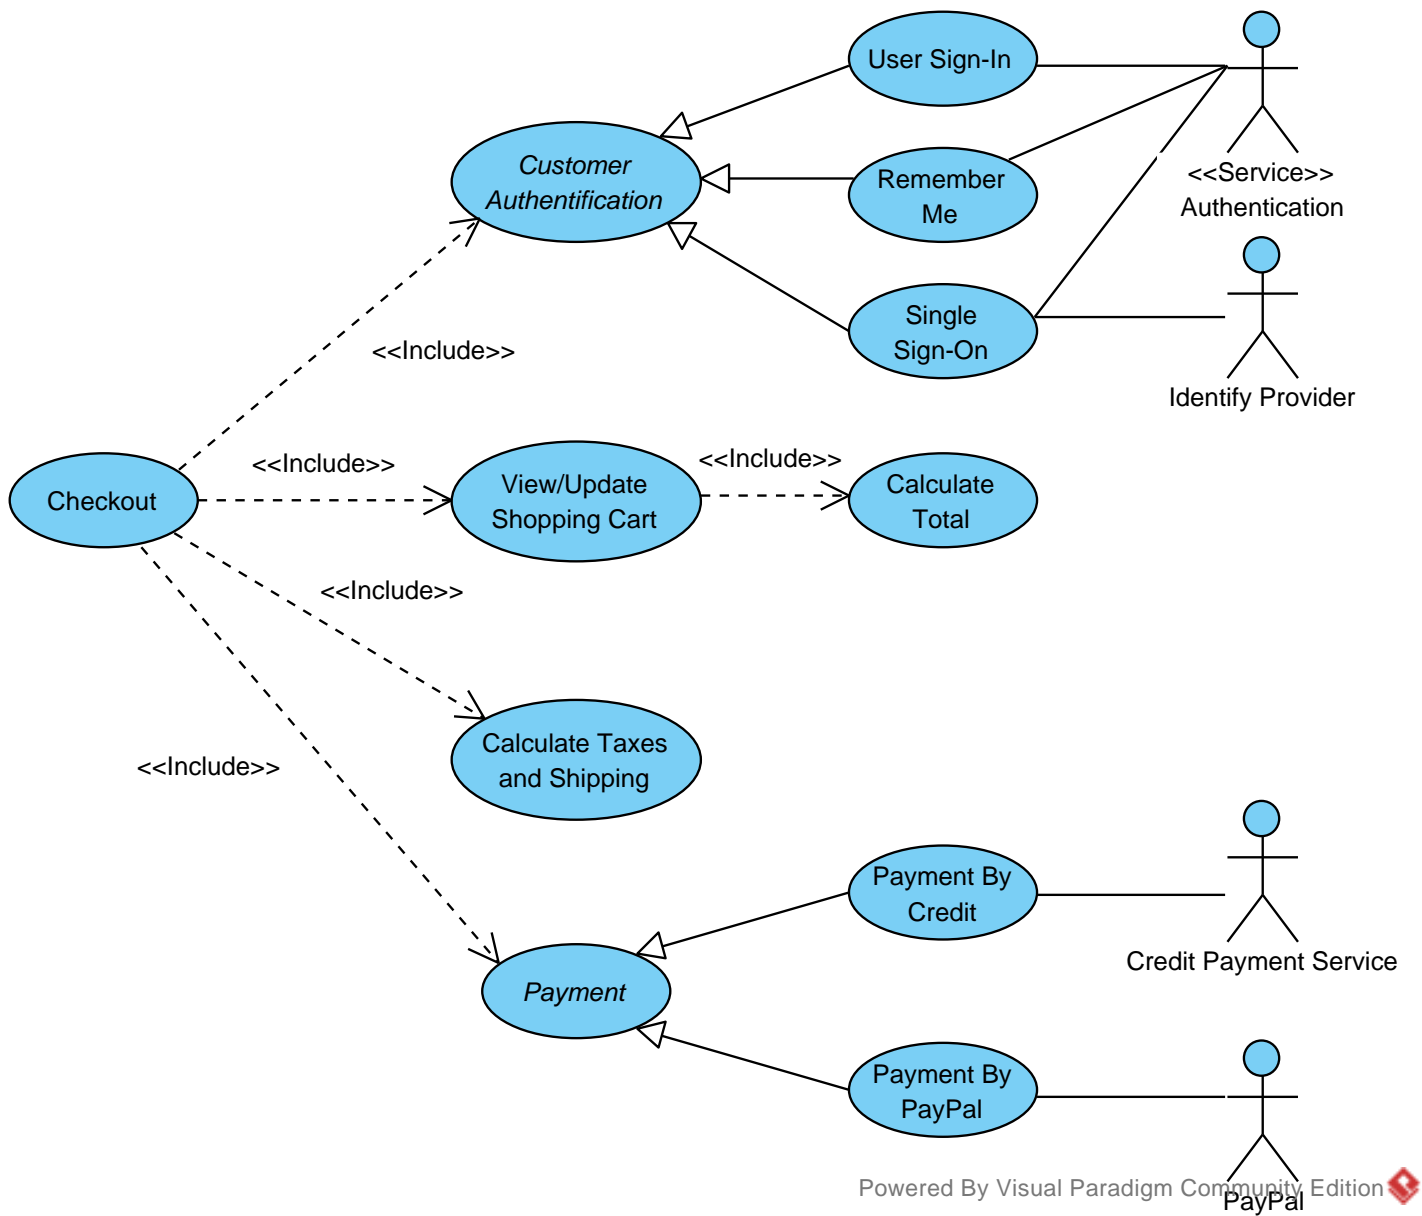 User Sign-In
Customer
Authentification
Remember
Me
<<Service>>
Authentication
Single
Sign-On
<<Include>>
Identify Provider
<<Include>>
<<Include>>
Checkout
View/Update
Shopping Cart
Calculate
Total
<<Include>>
Calculate Taxes
and Shipping
<<Include>>
Payment By
Credit
Credit Payment Service
Payment
Payment By
PayPal
Powered By Visual Paradigm Community Edition
PayPal